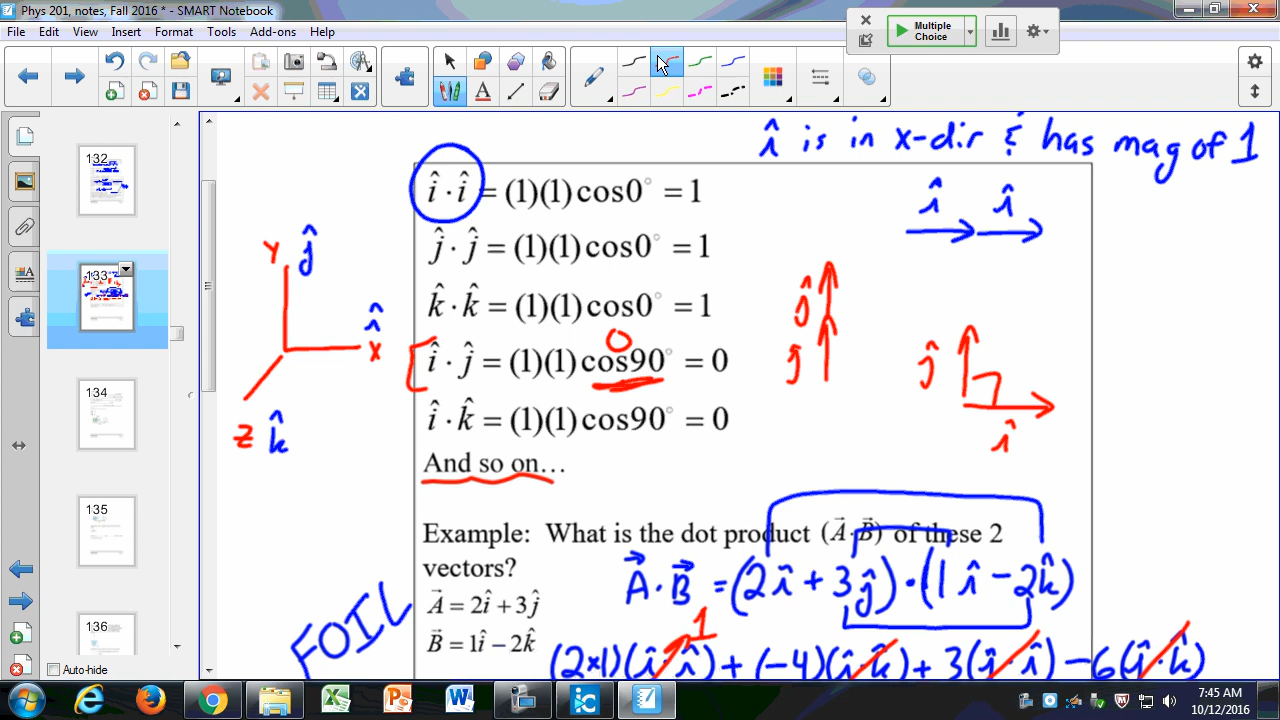 Phys 201, notes, Fall 2016 * - SMART Notebook
File Edit View Insert Format Tools Add-ons Help
Multiple
Choice
132
133
134
135
136
Auto-hide
î is in x-dir & has mag of 1
î · î = (1)(1) cos0° = 1
î î
ĵ · ĵ = (1)(1) cos0° = 1
Y ĵ
k̂ · k̂ = (1)(1) cos0° = 1
ĵ
î
X
0
î · ĵ = (1)(1) cos90° = 0
ĵ ĵ
î · k̂ = (1)(1) cos90° = 0
î
Z k̂
And so on…
Example: What is the dot product (A⃗·B⃗) of these 2
vectors?
A⃗·B⃗ = (2î + 3ĵ)·(1î − 2k̂)
A⃗ = 2î + 3ĵ
B⃗ = 1î − 2k̂
FOIL
1
(2×1)(î · î) + (-4)(î · k̂) + 3(ĵ · î) − 6(ĵ · k̂)
7:45 AM
10/12/2016